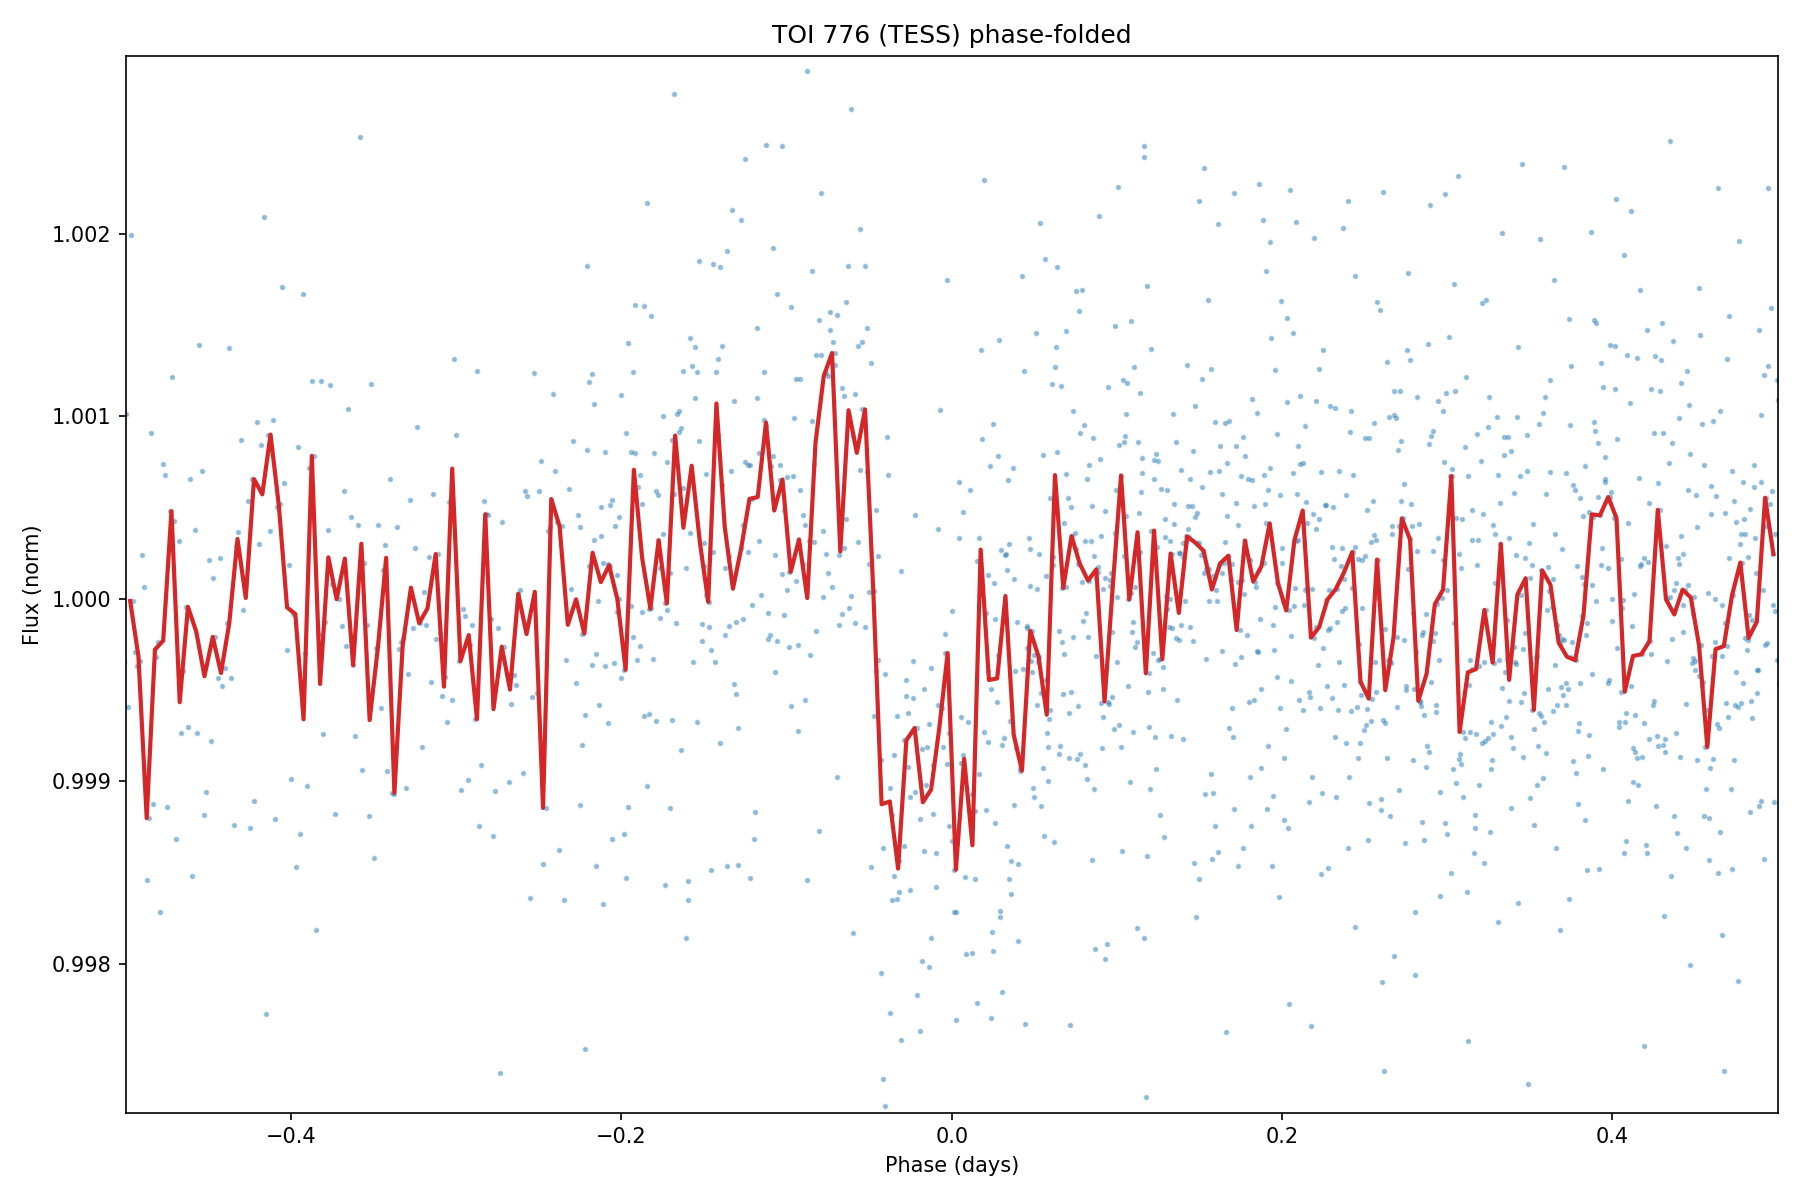 TOI 776 (TESS) phase-folded
Flux (norm)
1.002
1.001
1.000
0.999
0.998
−0.4 −0.2 0.0 0.2 0.4
Phase (days)